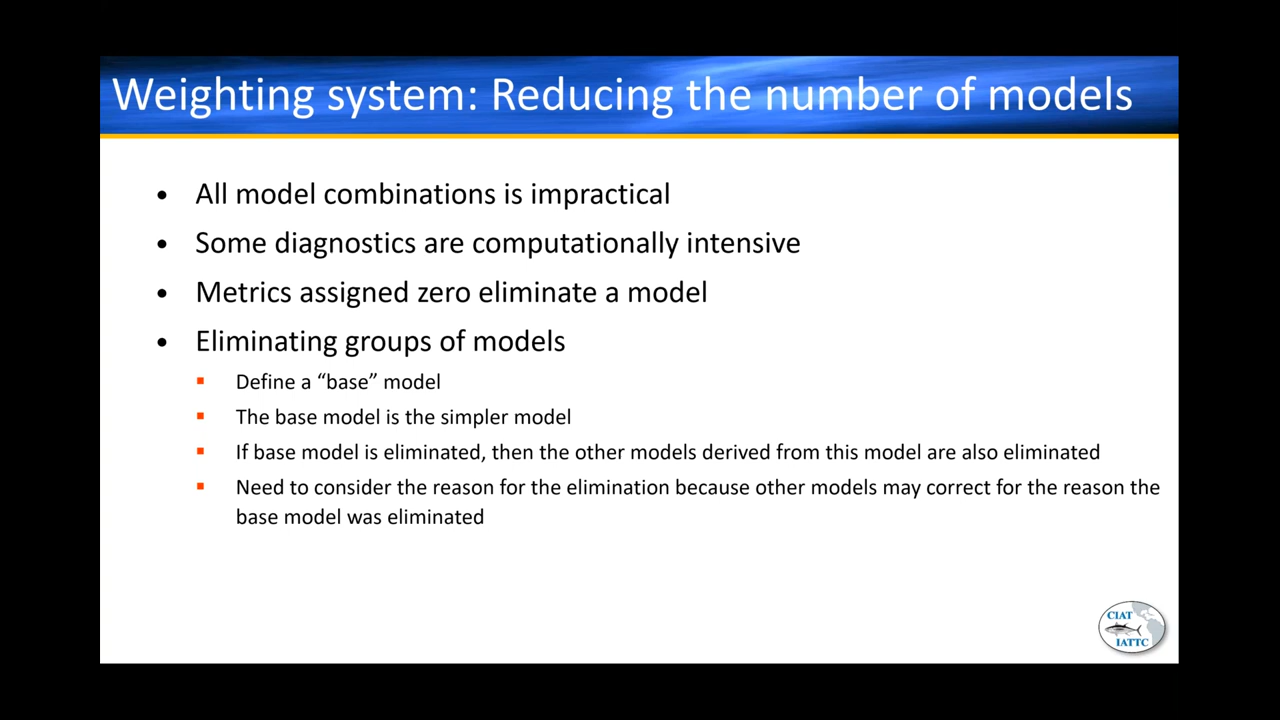 Weighting system: Reducing the number of models
• All model combinations is impractical
• Some diagnostics are computationally intensive
• Metrics assigned zero eliminate a model
• Eliminating groups of models
▪ Define a “base” model
▪ The base model is the simpler model
▪ If base model is eliminated, then the other models derived from this model are also eliminated
▪ Need to consider the reason for the elimination because other models may correct for the reason the
base model was eliminated
CIAT
IATTC